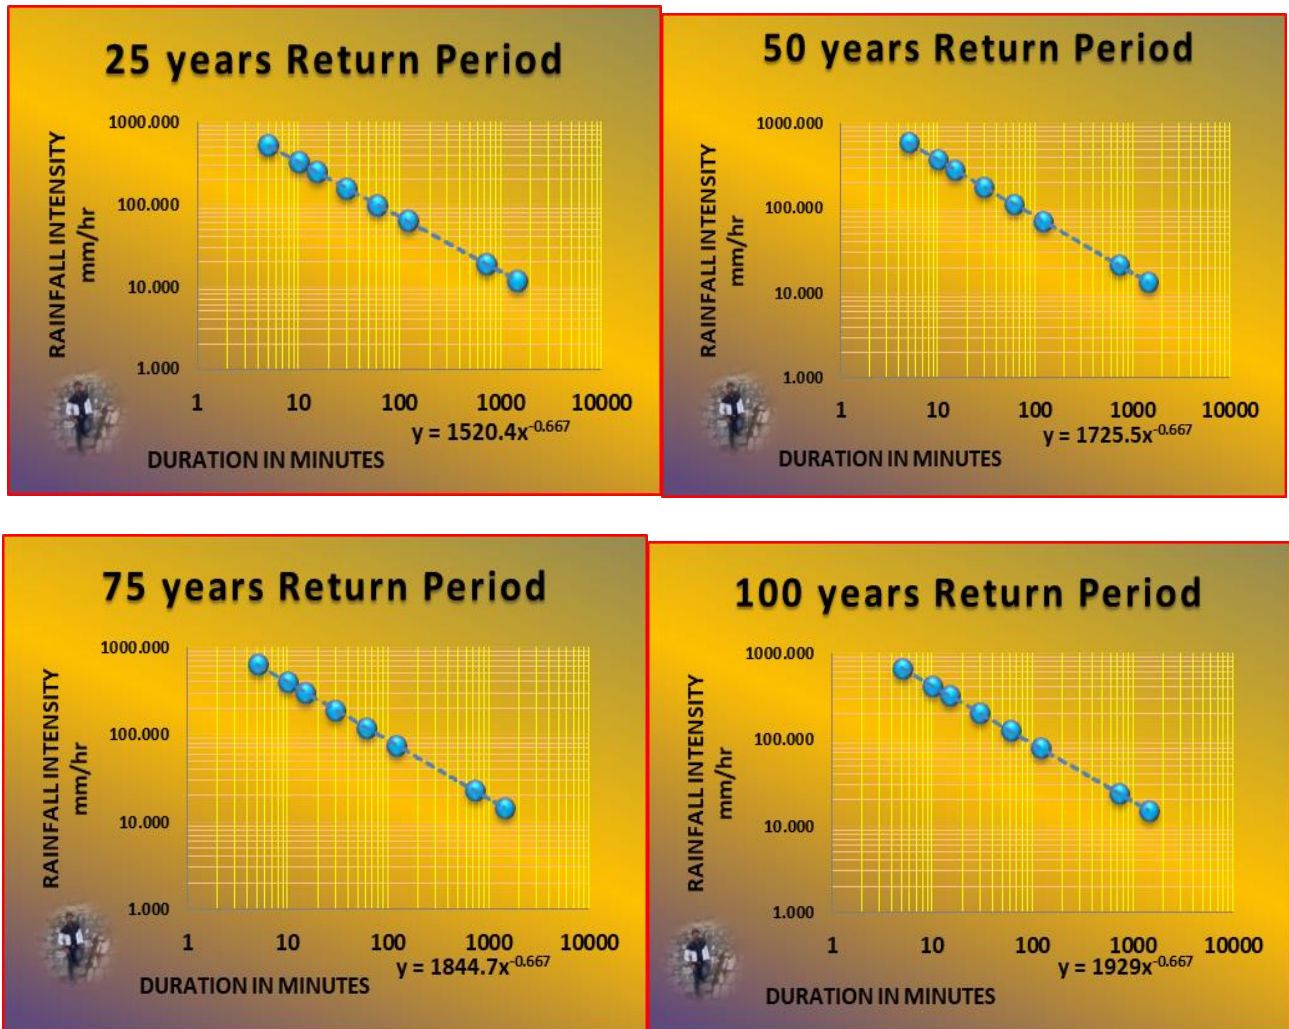 25 years Return Period
RAINFALL INTENSITY
mm/hr
1000.000
100.000
10.000
1.000
1 10 100 1000 10000
y = 1520.4x^-0.667
DURATION IN MINUTES
50 years Return Period
RAINFALL INTENSITY
mm/hr
1000.000
100.000
10.000
1.000
1 10 100 1000 10000
y = 1725.5x^-0.667
DURATION IN MINUTES
75 years Return Period
RAINFALL INTENSITY
mm/hr
1000.000
100.000
10.000
1.000
1 10 100 1000 10000
y = 1844.7x^-0.667
DURATION IN MINUTES
100 years Return Period
RAINFALL INTENSITY
mm/hr
1000.000
100.000
10.000
1.000
1 10 100 1000 10000
y = 1929x^-0.667
DURATION IN MINUTES